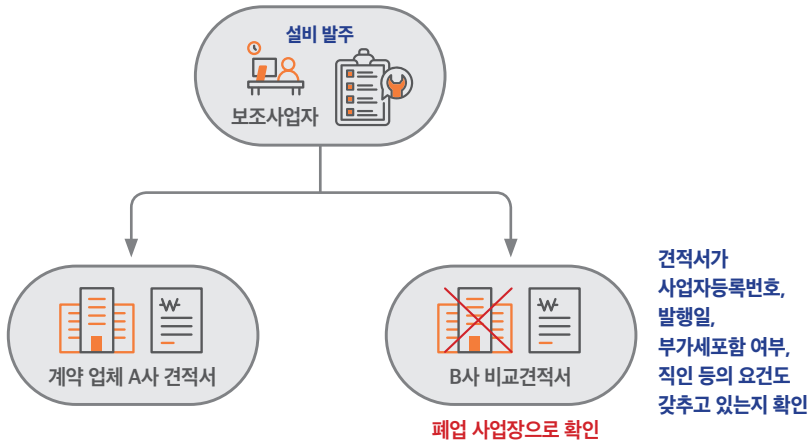 설비 발주
보조사업자
계약 업체 A사 견적서
B사 비교견적서
폐업 사업장으로 확인
견적서가
사업자등록번호,
발행일,
부가세포함 여부,
직인 등의 요건도
갖추고 있는지 확인